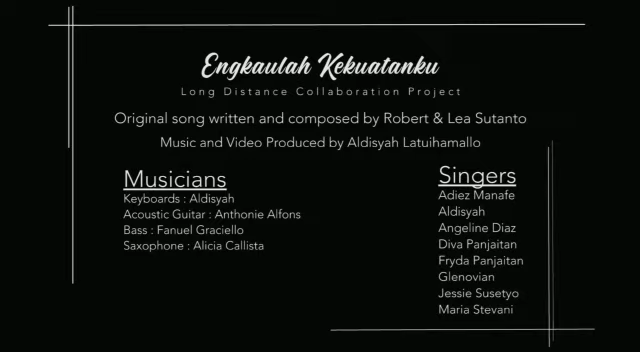 Engkaulah Kekuatanku
Long Distance Collaboration Project
Original song written and composed by Robert & Lea Sutanto
Music and Video Produced by Aldisyah Latuihamallo
Musicians
Keyboards : Aldisyah
Acoustic Guitar : Anthonie Alfons
Bass : Fanuel Graciello
Saxophone : Alicia Callista
Singers
Adiez Manafe
Aldisyah
Angeline Diaz
Diva Panjaitan
Fryda Panjaitan
Glenovian
Jessie Susetyo
Maria Stevani